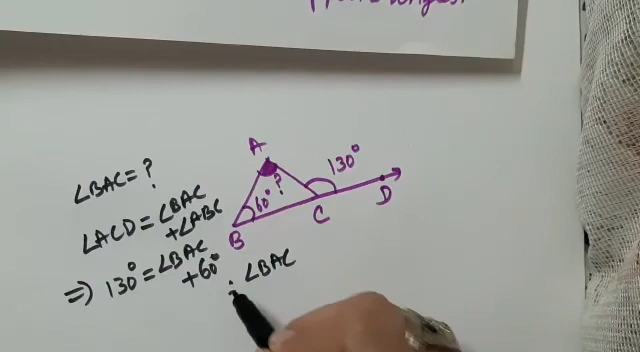 ∠BAC = ?
∠ACD = ∠BAC
+∠ABC
⇒ 130° = ∠BAC
+60°
∴ ∠BAC
A
?
60°
130°
B
C
D